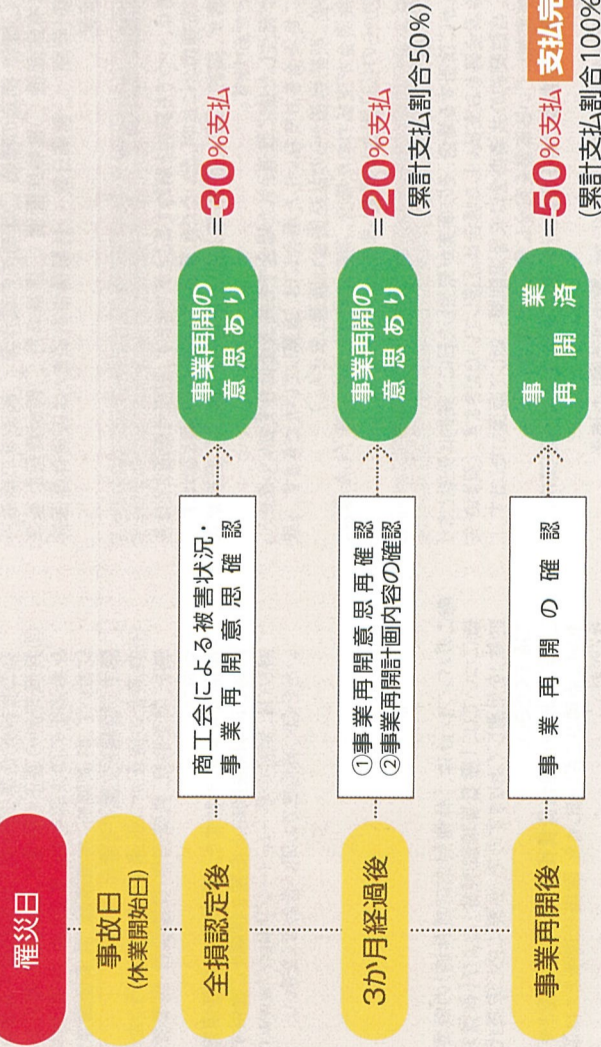 罹災日
事故日
(休業開始日)
全損認定後
商工会による被害状況・
事業再開意思確認
事業再開の
意思あり
=30%支払
3か月経過後
①事業再開意思再確認
②事業再開計画内容の確認
事業再開の
意思あり
=20%支払
(累計支払割合50%)
事業再開後
事業再開の確認
事業
再開済
=50%支払 支払完
(累計支払割合100%